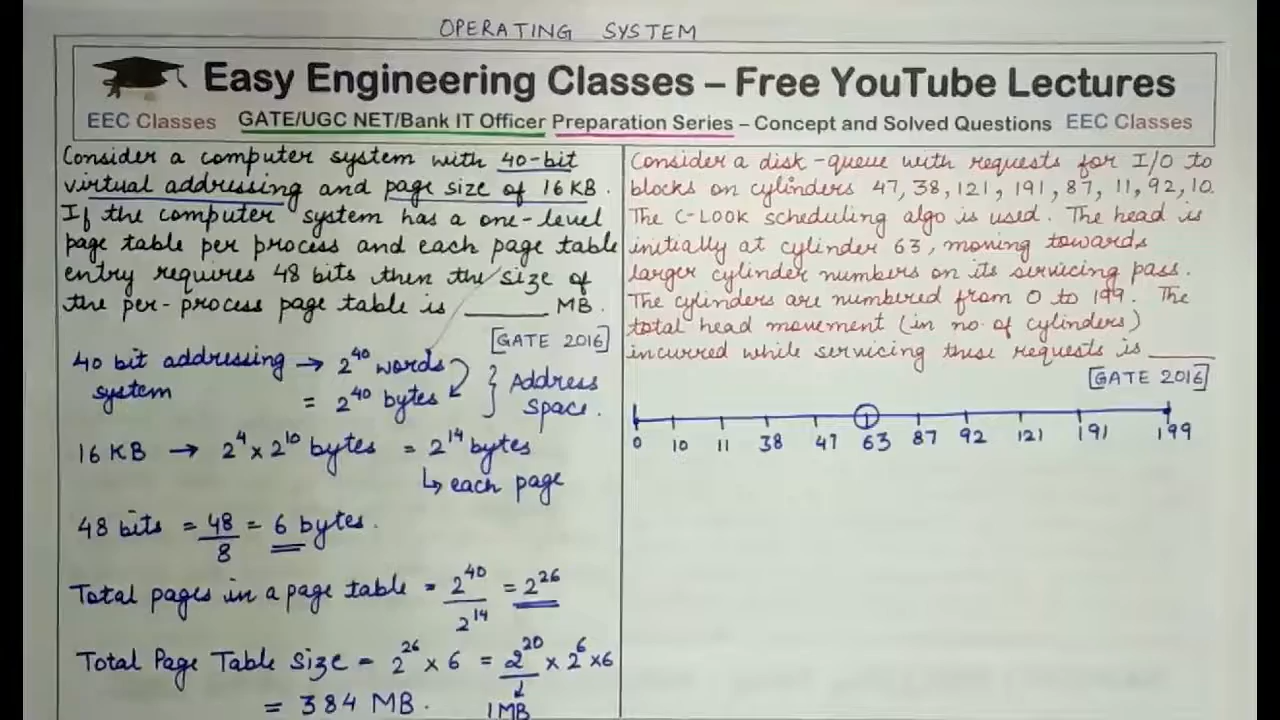 OPERATING SYSTEM
Easy Engineering Classes – Free YouTube Lectures
EEC Classes GATE/UGC NET/Bank IT Officer Preparation Series – Concept and Solved Questions EEC Classes
Consider a computer system with 40-bit
virtual addressing and page size of 16 KB.
If the computer system has a one-level
page table per process and each page table
entry requires 48 bits then the size of
the per-process page table is ______ MB.
[GATE 2016]
40 bit addressing → 2^40 words
system = 2^40 bytes } Address Space.
16 KB → 2^4 × 2^10 bytes = 2^14 bytes
↳ each page
48 bits = 48/8 = 6 bytes.
Total pages in a page table = 2^40/2^14 = 2^26
Total Page Table Size = 2^26 × 6 = 2^20 × 2^6 × 6
↓
1 MB
= 384 MB.
Consider a disk-queue with requests for I/O to
blocks on cylinders 47, 38, 121, 191, 87, 11, 92, 10.
The C-LOOK scheduling algo is used. The head is
initially at cylinder 63, moving towards
larger cylinder numbers on its servicing pass.
The cylinders are numbered from 0 to 199. The
total head movement (in no. of cylinders)
incurred while servicing these requests is ______
[GATE 2016]
0 10 11 38 47 63 87 92 121 191 199